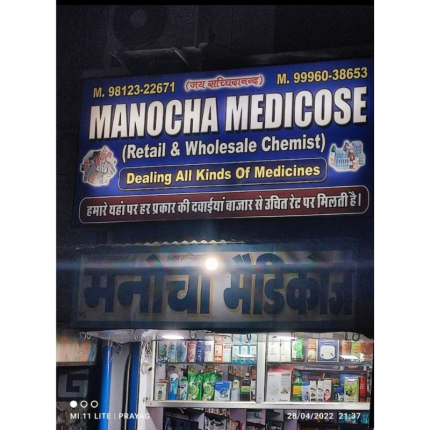 M. 98123-22671 (जय सच्चिदानन्द) M. 99960-38653
MANOCHA MEDICOSE
(Retail & Wholesale Chemist)
Dealing All Kinds Of Medicines
हमारे यहां पर हर प्रकार की दवाईयां बाजार से उचित रेट पर मिलती है।
मनोचा मैडिकोज
MI 11 LITE | PRAYAG
28/04/2022 21:37